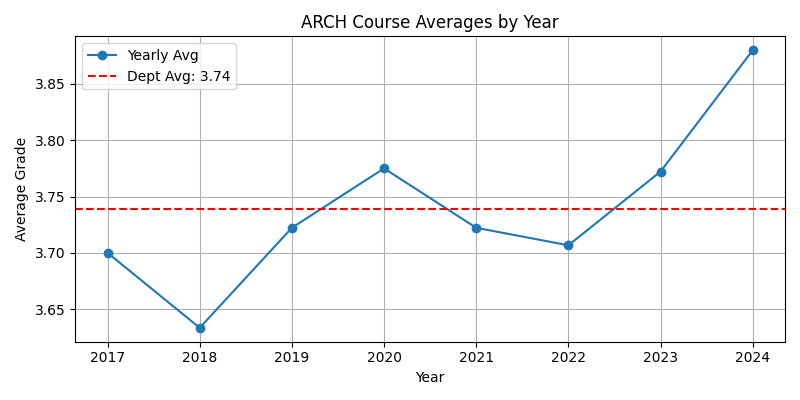 ARCH Course Averages by Year
Yearly Avg
Dept Avg: 3.74
Average Grade
3.85
3.80
3.75
3.70
3.65
2017 2018 2019 2020 2021 2022 2023 2024
Year